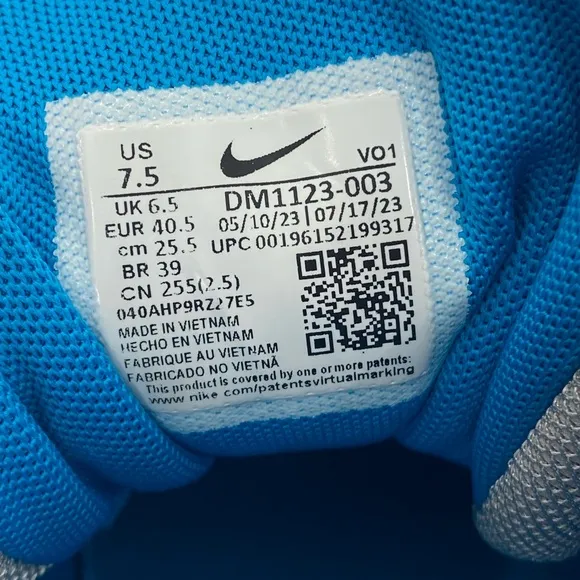 US
7.5
VO1
UK 6.5
DM1123-003
EUR 40.5
05/10/23 | 07/17/23
cm 25.5
UPC 00196152199317
BR 39
CN 255(2.5)
040AHP9RZ27E5
MADE IN VIETNAM
HECHO EN VIETNAM
FABRIQUE AU VIETNAM
FABRICADO NO VIETNÃ
This product is covered by one or more patents:
www.nike.com/patentsvirtualmarking